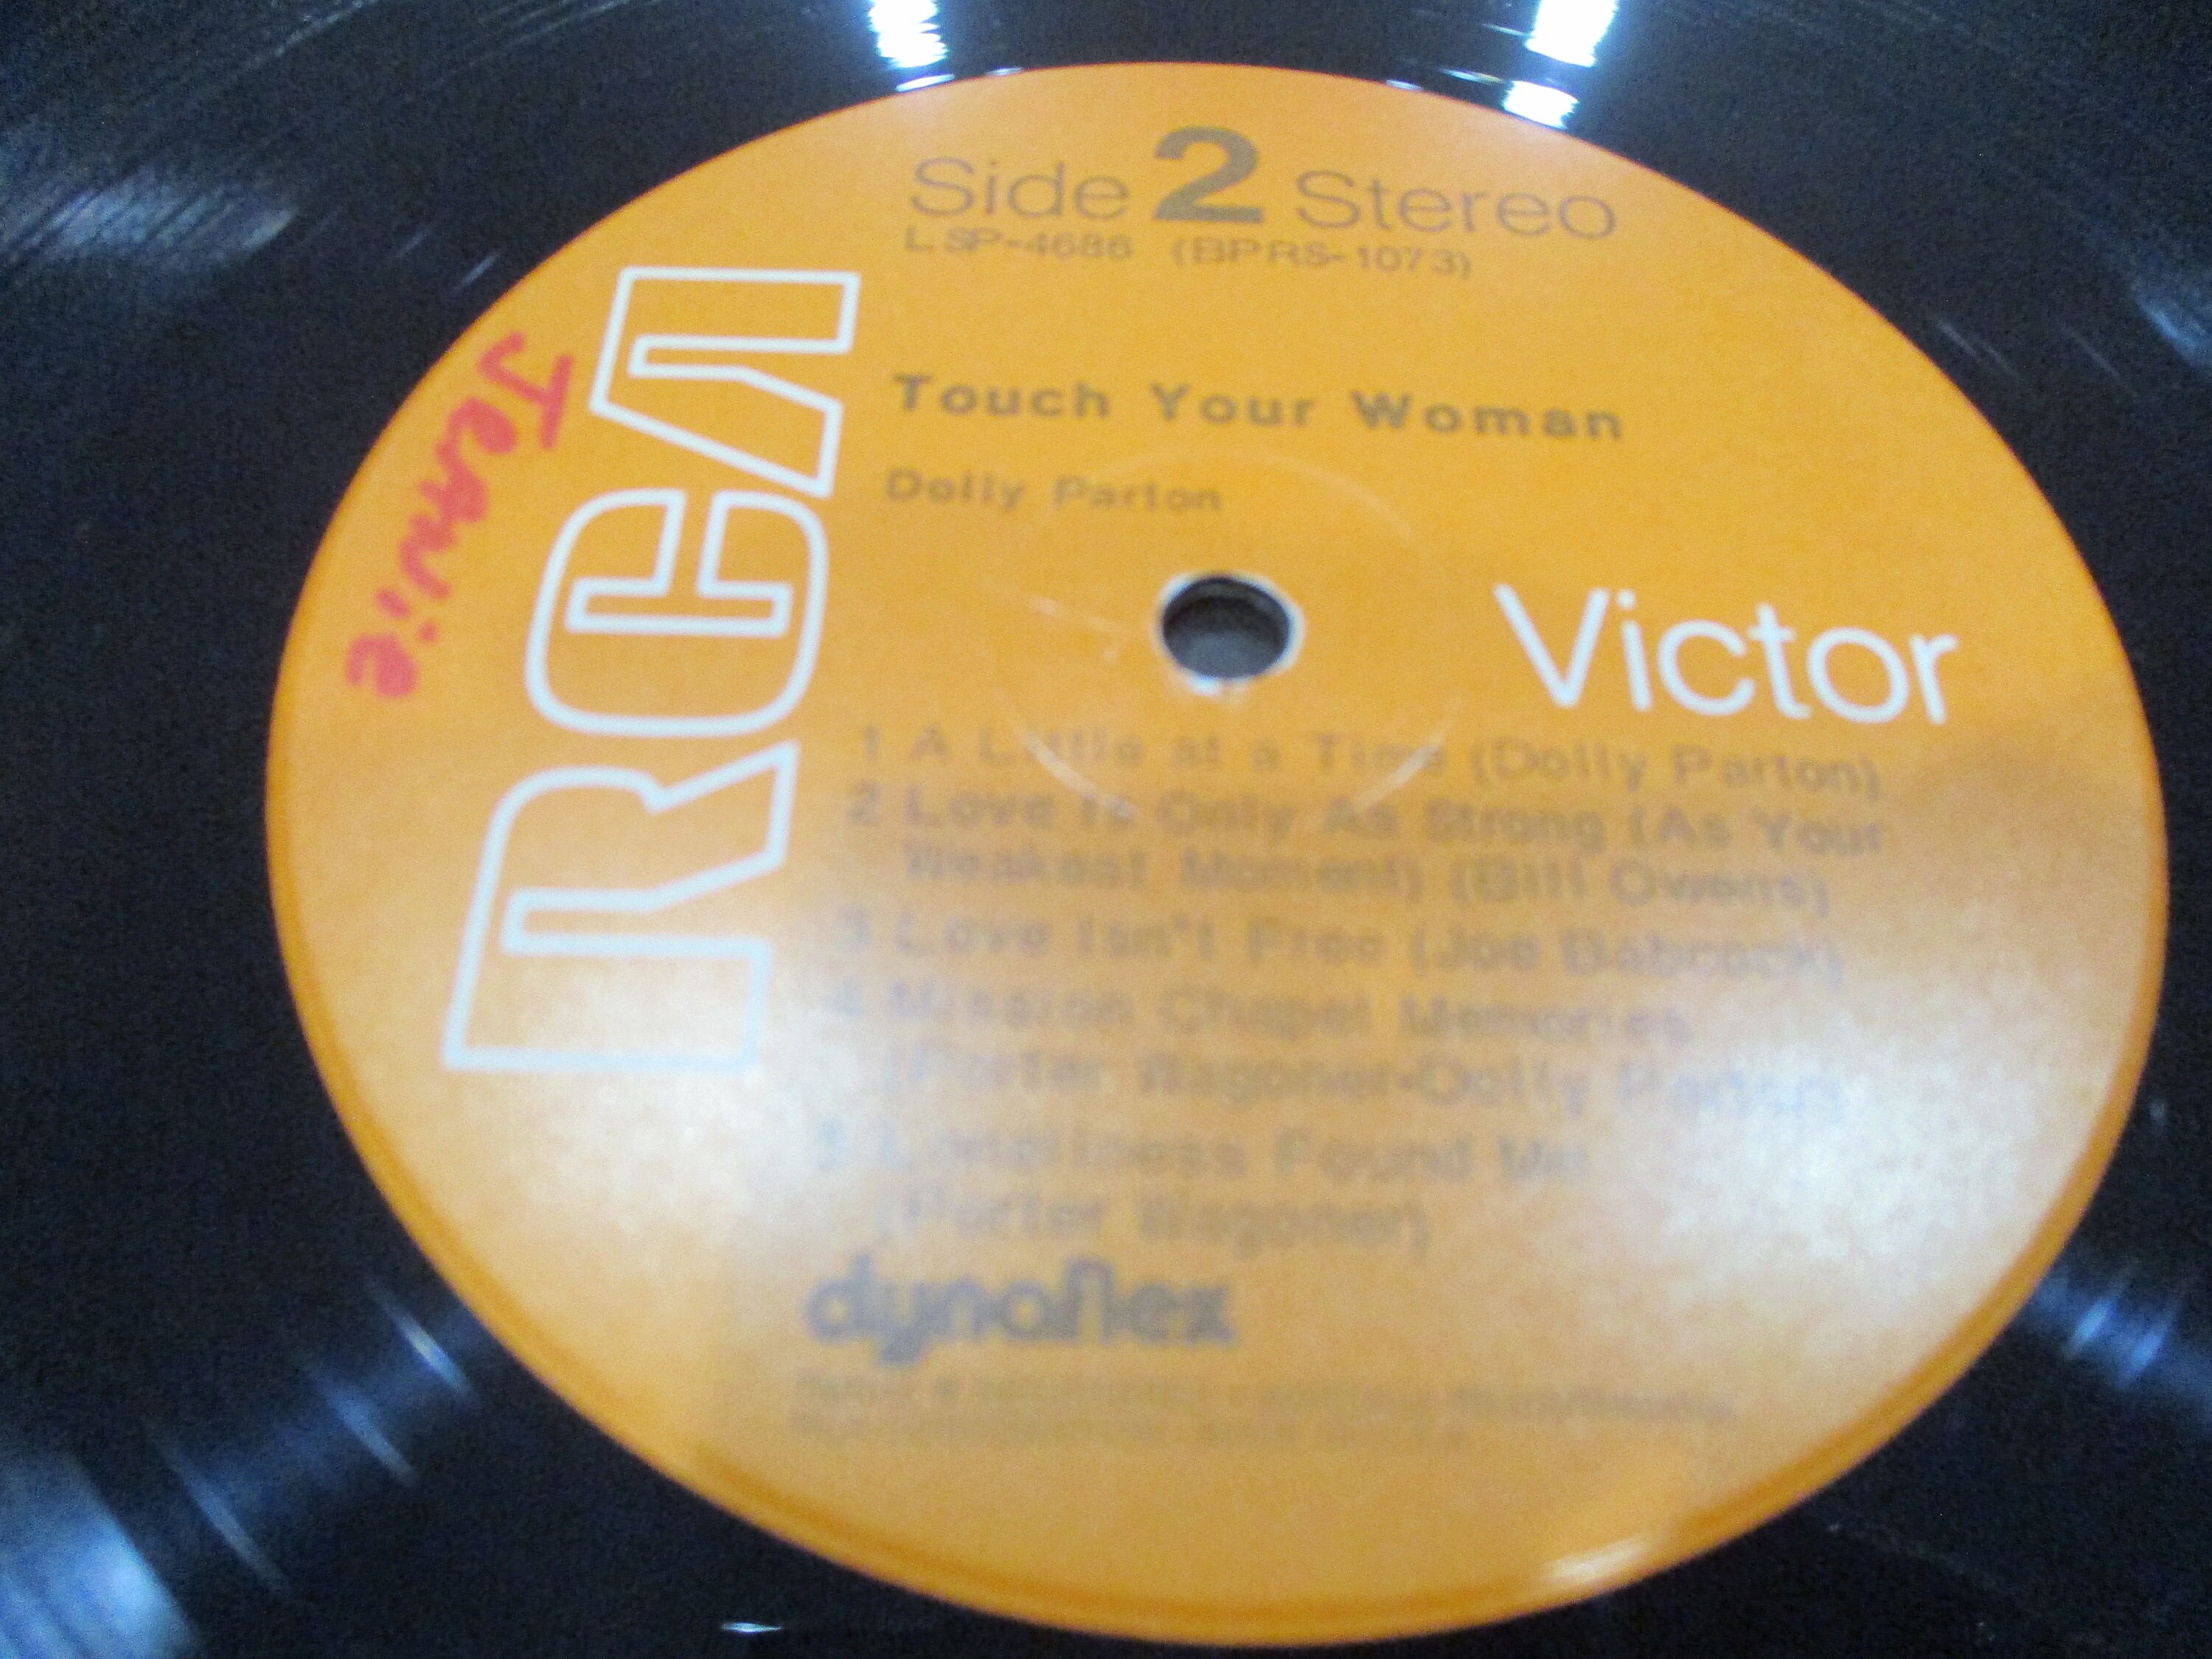 Side 2 Stereo
LSP-4686 (BPRS-1073)
Touch Your Woman
Dolly Parton
RCA
Jeannie
Victor
1 A Little at a Time (Dolly Parton)
2 Love Is Only As Strong (As Your
Weakest Moment) (Bill Owens)
3 Love Isn't Free (Joe Babcock)
4 Mission Chapel Memories
(Porter Wagoner-Dolly Parton)
5 Loneliness Found Me
(Porter Wagoner)
dynaflex